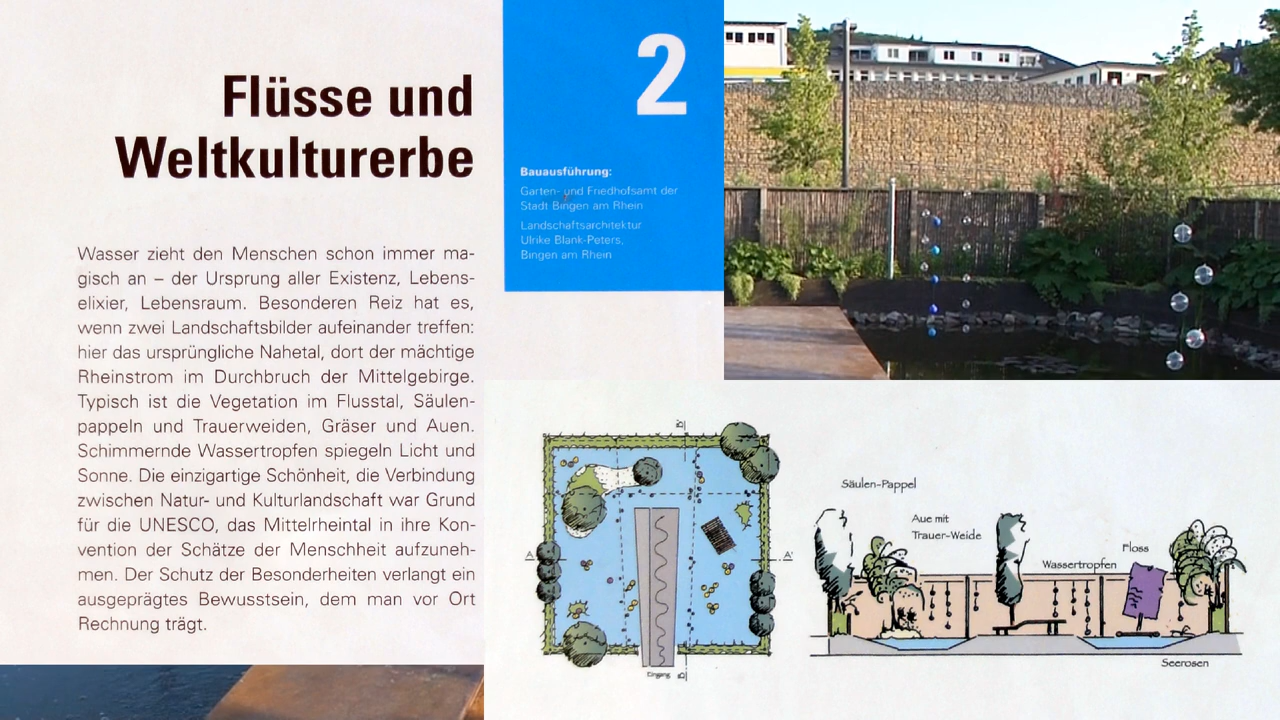 Flüsse und
Weltkulturerbe
Wasser zieht den Menschen schon immer ma-
gisch an – der Ursprung aller Existenz, Lebens-
elixier, Lebensraum. Besonderen Reiz hat es,
wenn zwei Landschaftsbilder aufeinander treffen:
hier das ursprüngliche Nahetal, dort der mächtige
Rheinstrom im Durchbruch der Mittelgebirge.
Typisch ist die Vegetation im Flusstal, Säulen-
pappeln und Trauerweiden, Gräser und Auen.
Schimmernde Wassertropfen spiegeln Licht und
Sonne. Die einzigartige Schönheit, die Verbindung
zwischen Natur- und Kulturlandschaft war Grund
für die UNESCO, das Mittelrheintal in ihre Kon-
vention der Schätze der Menschheit aufzuneh-
men. Der Schutz der Besonderheiten verlangt ein
ausgeprägtes Bewusstsein, dem man vor Ort
Rechnung trägt.
2
Bauausführung:
Garten- und Friedhofsamt der
Stadt Bingen am Rhein
Landschaftsarchitektur
Ulrike Blank-Peters,
Bingen am Rhein
B'
A
A'
Eingang
B
Säulen-Pappel
Aue mit
Trauer-Weide
Wassertropfen
Floss
Seerosen